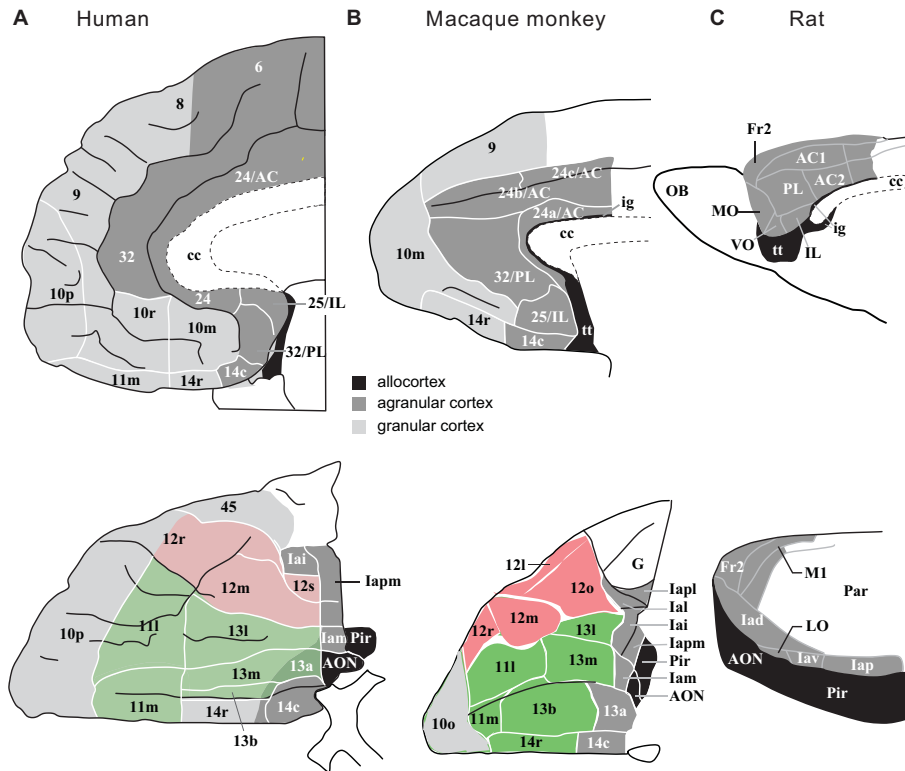 A Human
B Macaque monkey
C Rat
6
8
9
24/AC
32
cc
24
25/IL
10p
10r
10m
32/PL
14c
11m
14r
9
24c/AC
24b/AC
24a/AC
ig
cc
10m
32/PL
25/IL
14r
14c
tt
Fr2
AC1
OB
PL
AC2
cc
MO
VO
tt
IL
ig
allocortex
agranular cortex
granular cortex
45
12r
Iai
Iapm
12m
12s
10p
11l
13l
Iam
Pir
AON
13m
13a
11m
14r
14c
13b
12l
12o
G
Iapl
Ial
Iai
Iapm
Pir
Iam
AON
12r
12m
13l
11l
13m
10o
11m
13b
13a
14r
14c
Fr2
M1
Par
Iad
LO
AON
Iav
Iap
Pir